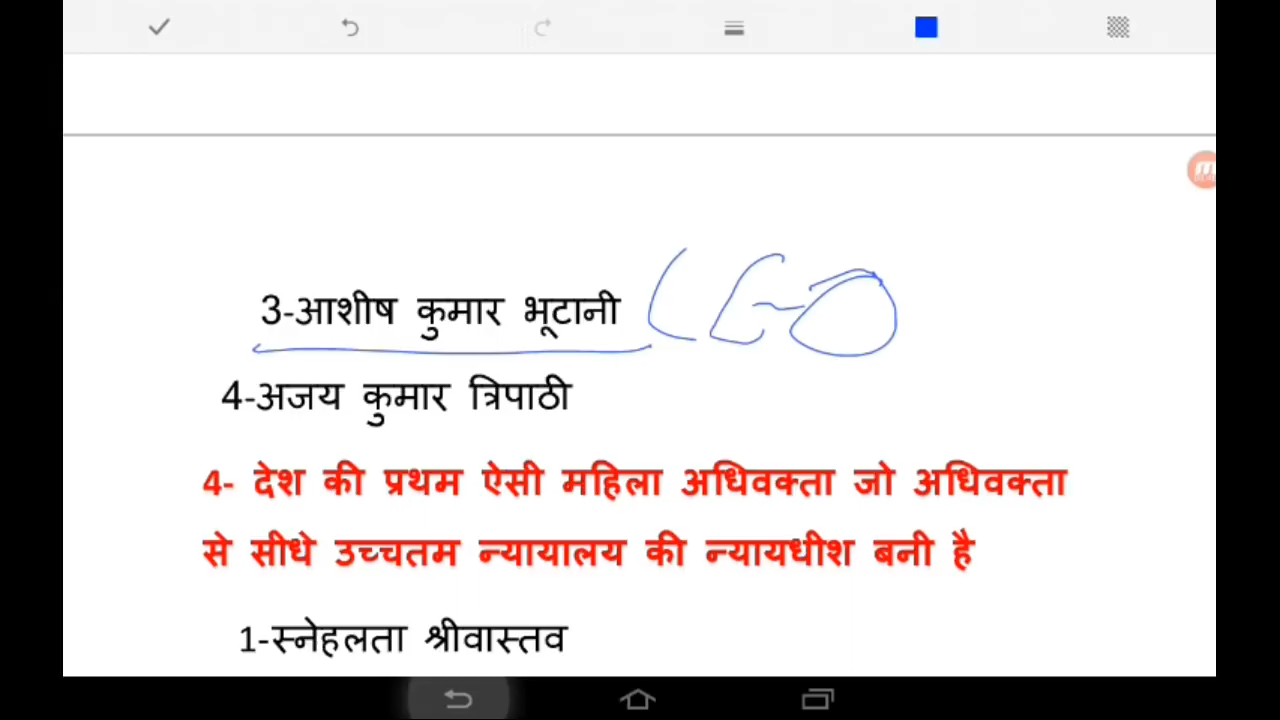 3-आशीष कुमार भूटानी CEO
4-अजय कुमार त्रिपाठी
4- देश की प्रथम ऐसी महिला अधिवक्ता जो अधिवक्ता
से सीधे उच्चतम न्यायालय की न्यायधीश बनी है
1-स्नेहलता श्रीवास्तव